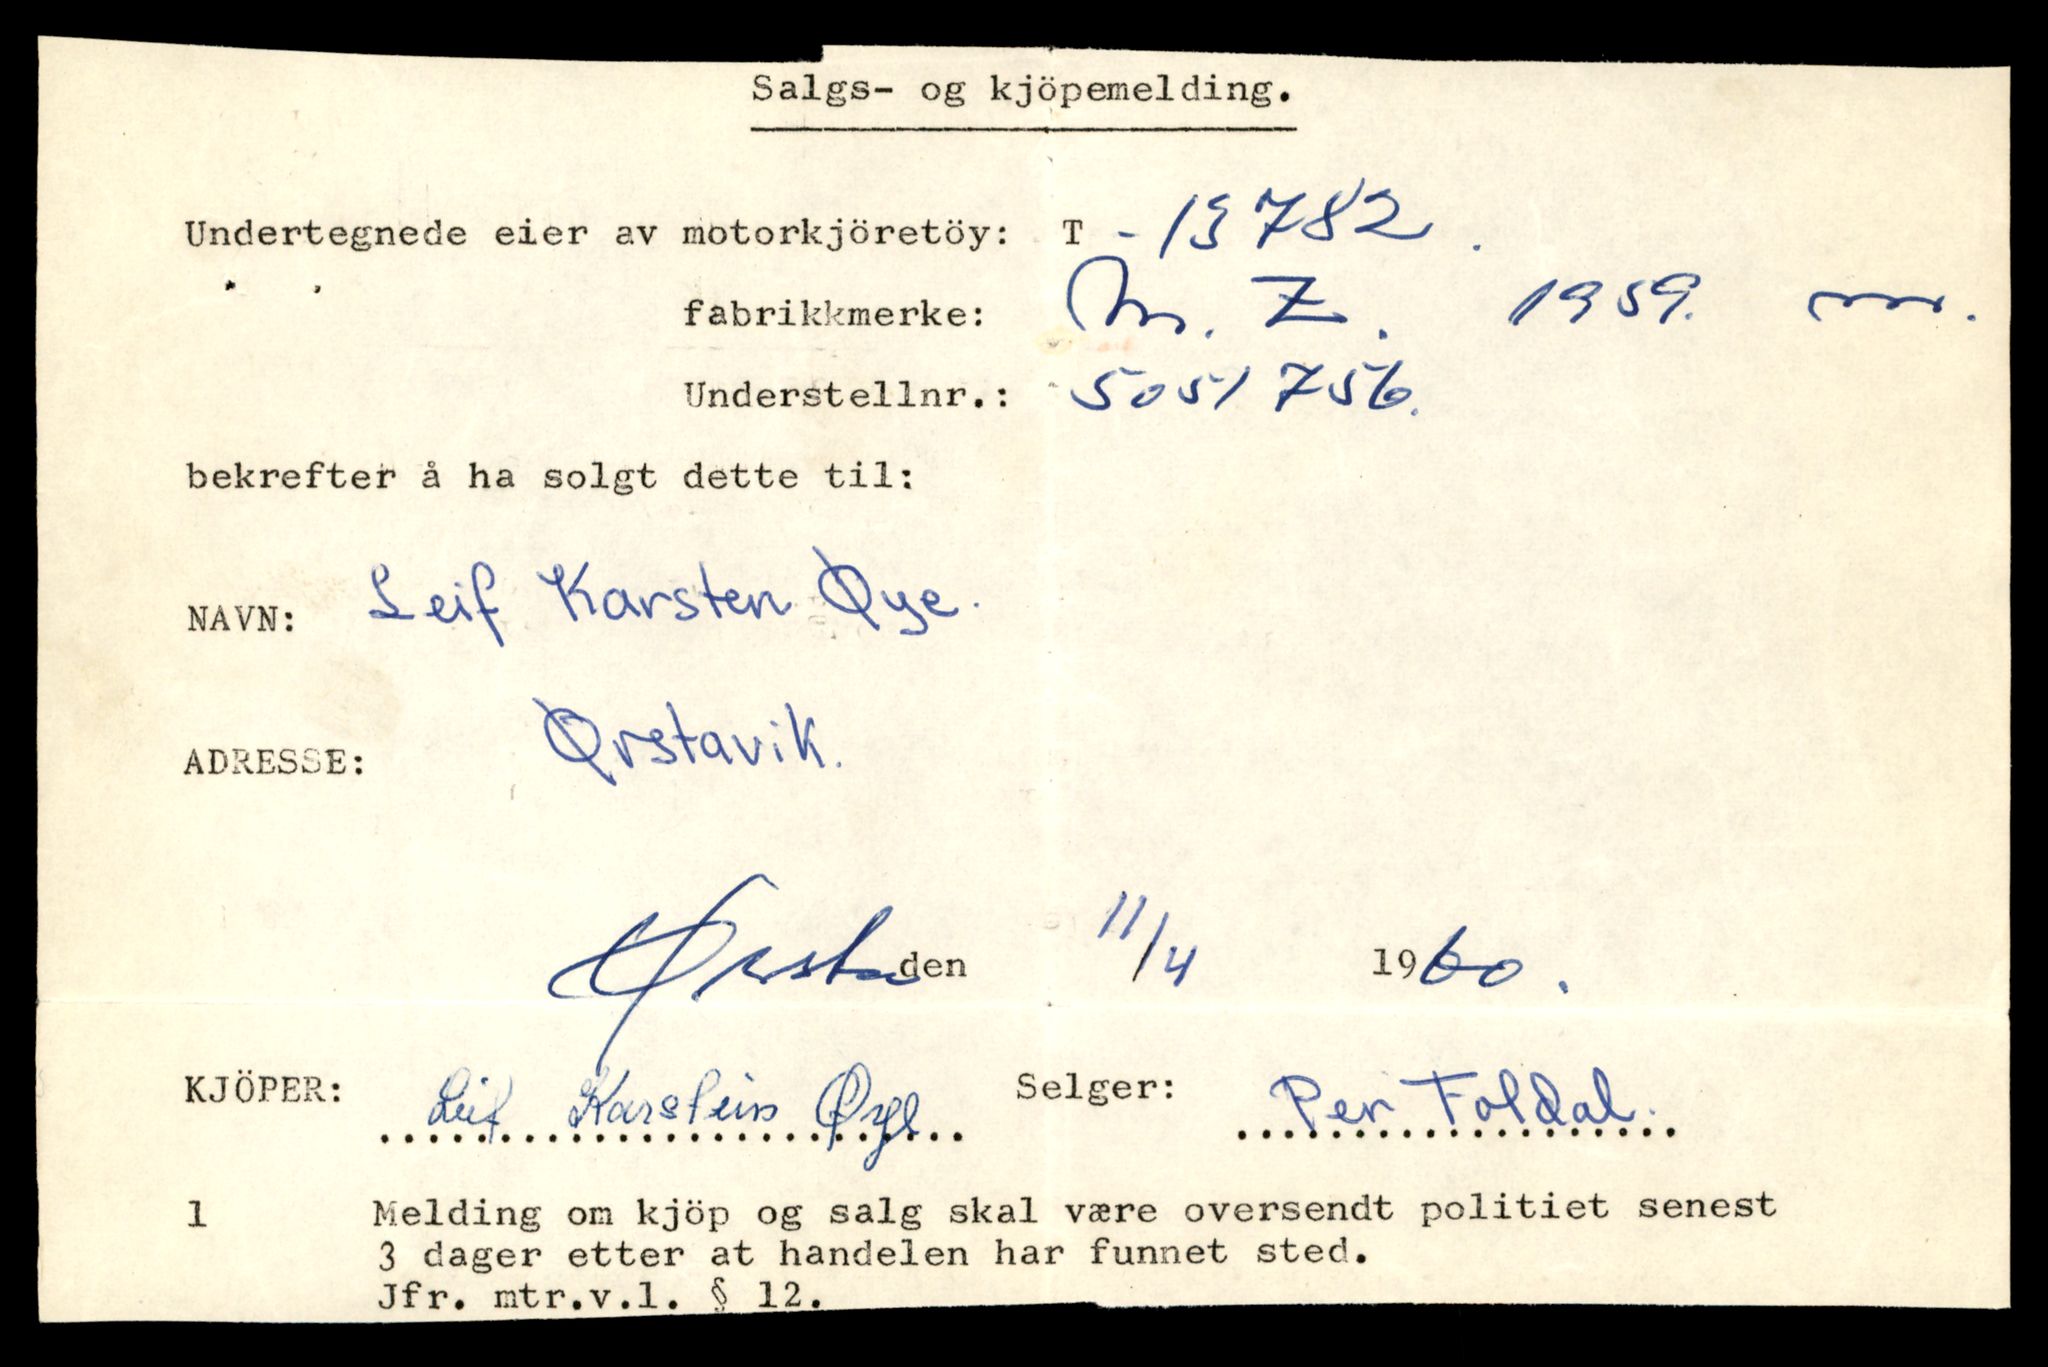 Salgs- og kjöpemelding.
Undertegnede eier av motorkjöretöy: T - 13782.
fabrikkmerke: M. Z. 1959. m.
Understellnr.: 5051756.
bekrefter å ha solgt dette til:
NAVN: Leif Karsten Øye.
ADRESSE: Ørstavik.
Ørsta den 11/4 1960.
KJÖPER: Leif Karstein Øye Selger: Per Foldal.
1 Melding om kjöp og salg skal være oversendt politiet senest
3 dager etter at handelen har funnet sted.
Jfr. mtr.v.l. § 12.